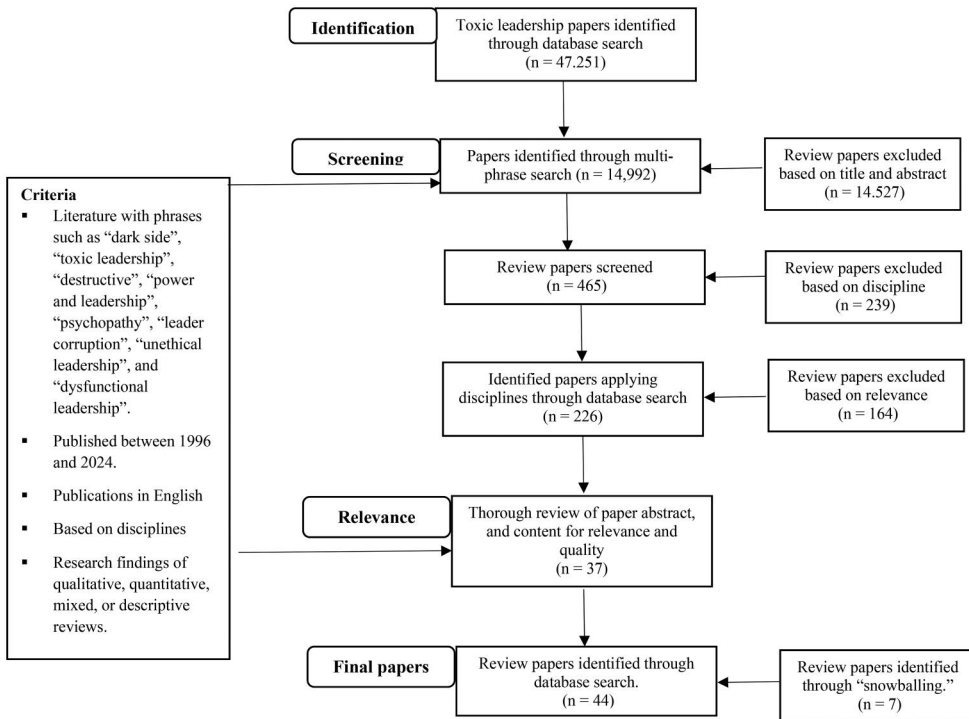 Identification
Toxic leadership papers identified
through database search
(n = 47.251)
Screening
Papers identified through multi-
phrase search (n = 14,992)
Review papers excluded
based on title and abstract
(n = 14.527)
Criteria
▪ Literature with phrases
such as “dark side”,
“toxic leadership”,
“destructive”, “power
and leadership”,
“psychopathy”, “leader
corruption”, “unethical
leadership”, and
“dysfunctional
leadership”.
▪ Published between 1996
and 2024.
▪ Publications in English
▪ Based on disciplines
▪ Research findings of
qualitative, quantitative,
mixed, or descriptive
reviews.
Review papers screened
(n = 465)
Review papers excluded
based on discipline
(n = 239)
Identified papers applying
disciplines through database search
(n = 226)
Review papers excluded
based on relevance
(n = 164)
Relevance
Thorough review of paper abstract,
and content for relevance and
quality
(n = 37)
Final papers
Review papers identified through
database search.
(n = 44)
Review papers identified
through “snowballing.”
(n = 7)